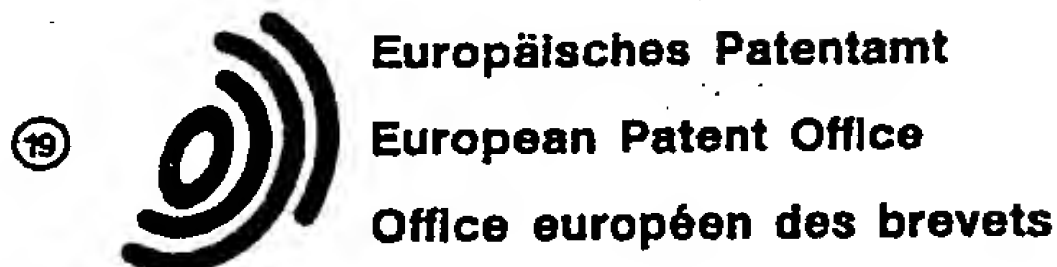 ⑲
Europäisches Patentamt
European Patent Office
Office européen des brevets